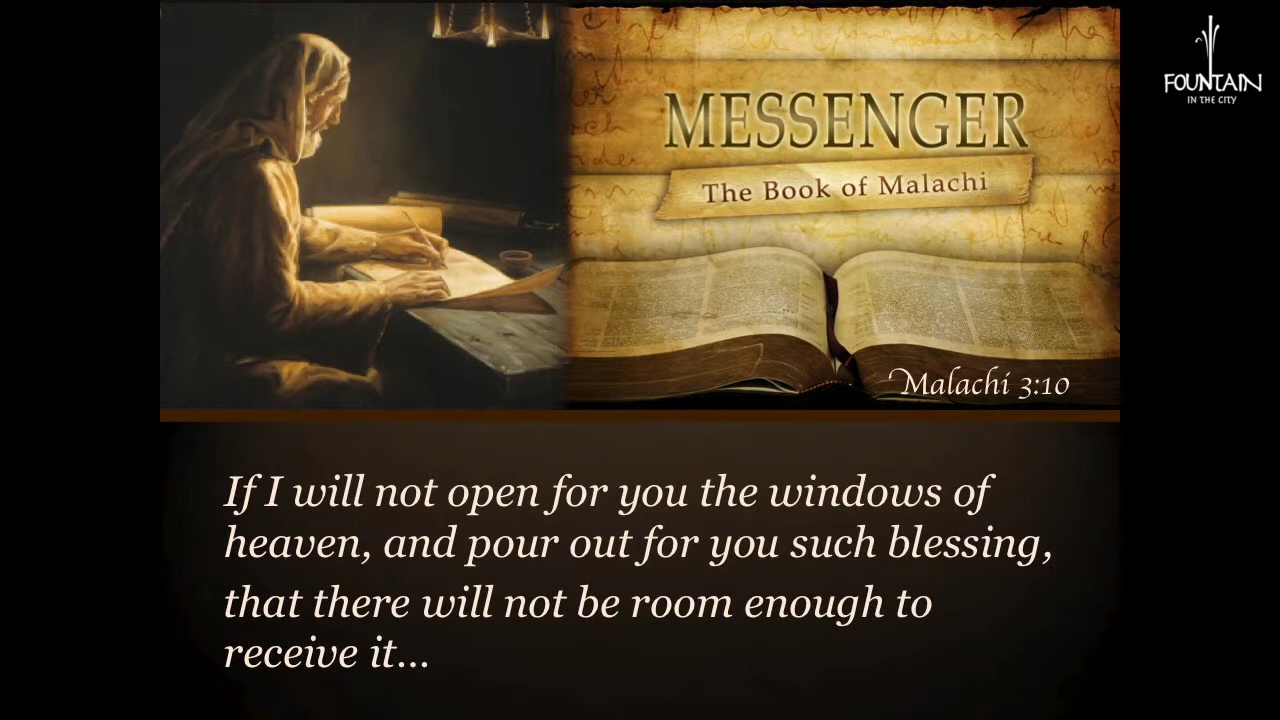 FOUNTAIN
IN THE CITY
MESSENGER
The Book of Malachi
Malachi 3:10
If I will not open for you the windows of
heaven, and pour out for you such blessing,
that there will not be room enough to
receive it...